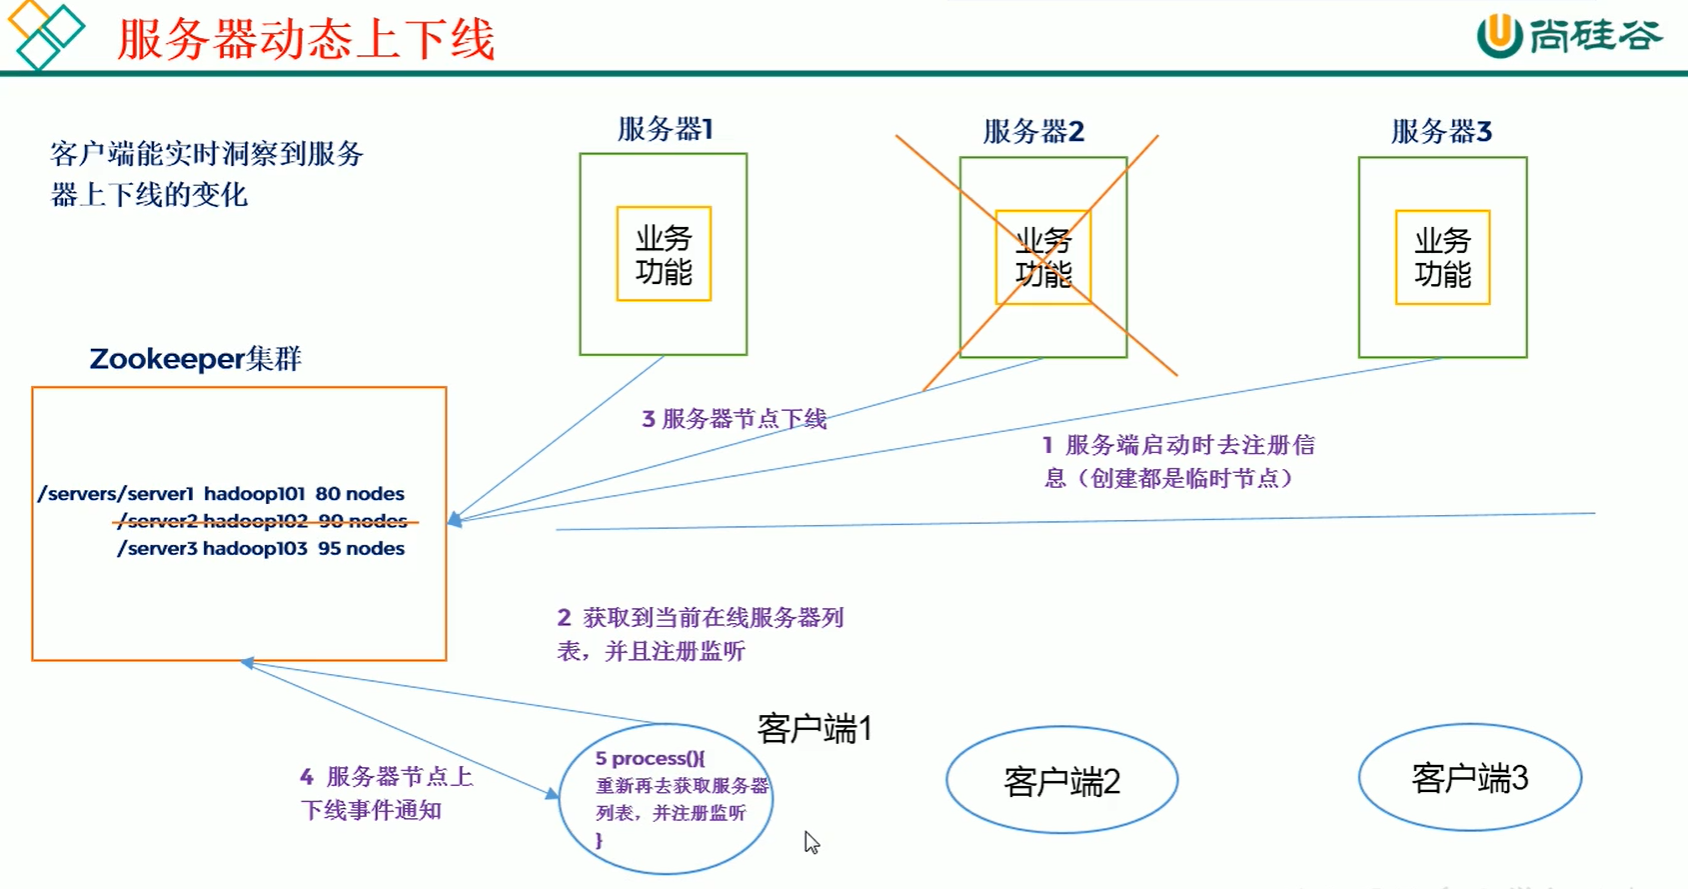 服务器动态上下线
尚硅谷
客户端能实时洞察到服务
器上下线的变化
服务器1
服务器2
服务器3
业务
功能
业务
功能
业务
功能
Zookeeper集群
/servers/server1 hadoop101 80 nodes
/server2 hadoop102 90 nodes
/server3 hadoop103 95 nodes
3 服务器节点下线
1 服务端启动时去注册信
息（创建都是临时节点）
2 获取到当前在线服务器列
表，并且注册监听
客户端1
4 服务器节点上
下线事件通知
5 process(){
重新再去获取服务器
列表，并注册监听
}
客户端2
客户端3